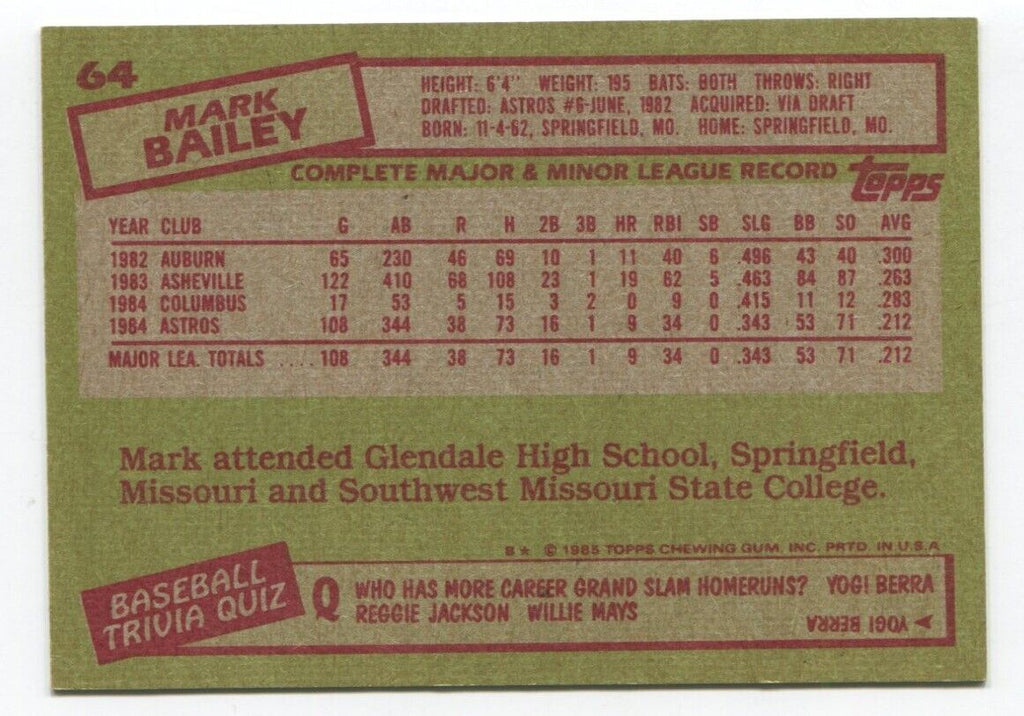 64
MARK
BAILEY
HEIGHT: 6'4" WEIGHT: 195 BATS: BOTH THROWS: RIGHT
DRAFTED: ASTROS #6-JUNE, 1982 ACQUIRED: VIA DRAFT
BORN: 11-4-62, SPRINGFIELD, MO. HOME: SPRINGFIELD, MO.
COMPLETE MAJOR & MINOR LEAGUE RECORD
topps
YEAR CLUB G AB R H 2B 3B HR RBI SB SLG BB SO AVG
1982 AUBURN 65 230 46 69 10 1 11 40 6 .496 43 40 .300
1983 ASHEVILLE 122 410 68 108 23 1 19 62 5 .463 84 87 .263
1984 COLUMBUS 17 53 5 15 3 2 0 9 0 .415 11 12 .283
1984 ASTROS 108 344 38 73 16 1 9 34 0 .343 53 71 .212
MAJOR LEA. TOTALS ....108 344 38 73 16 1 9 34 0 .343 53 71 .212
Mark attended Glendale High School, Springfield,
Missouri and Southwest Missouri State College.
B★ © 1985 TOPPS CHEWING GUM, INC. PRTD. IN U.S.A
BASEBALL
TRIVIA QUIZ
Q WHO HAS MORE CAREER GRAND SLAM HOMERUNS? YOGI BERRA
REGGIE JACKSON WILLIE MAYS
YOGI BERRA